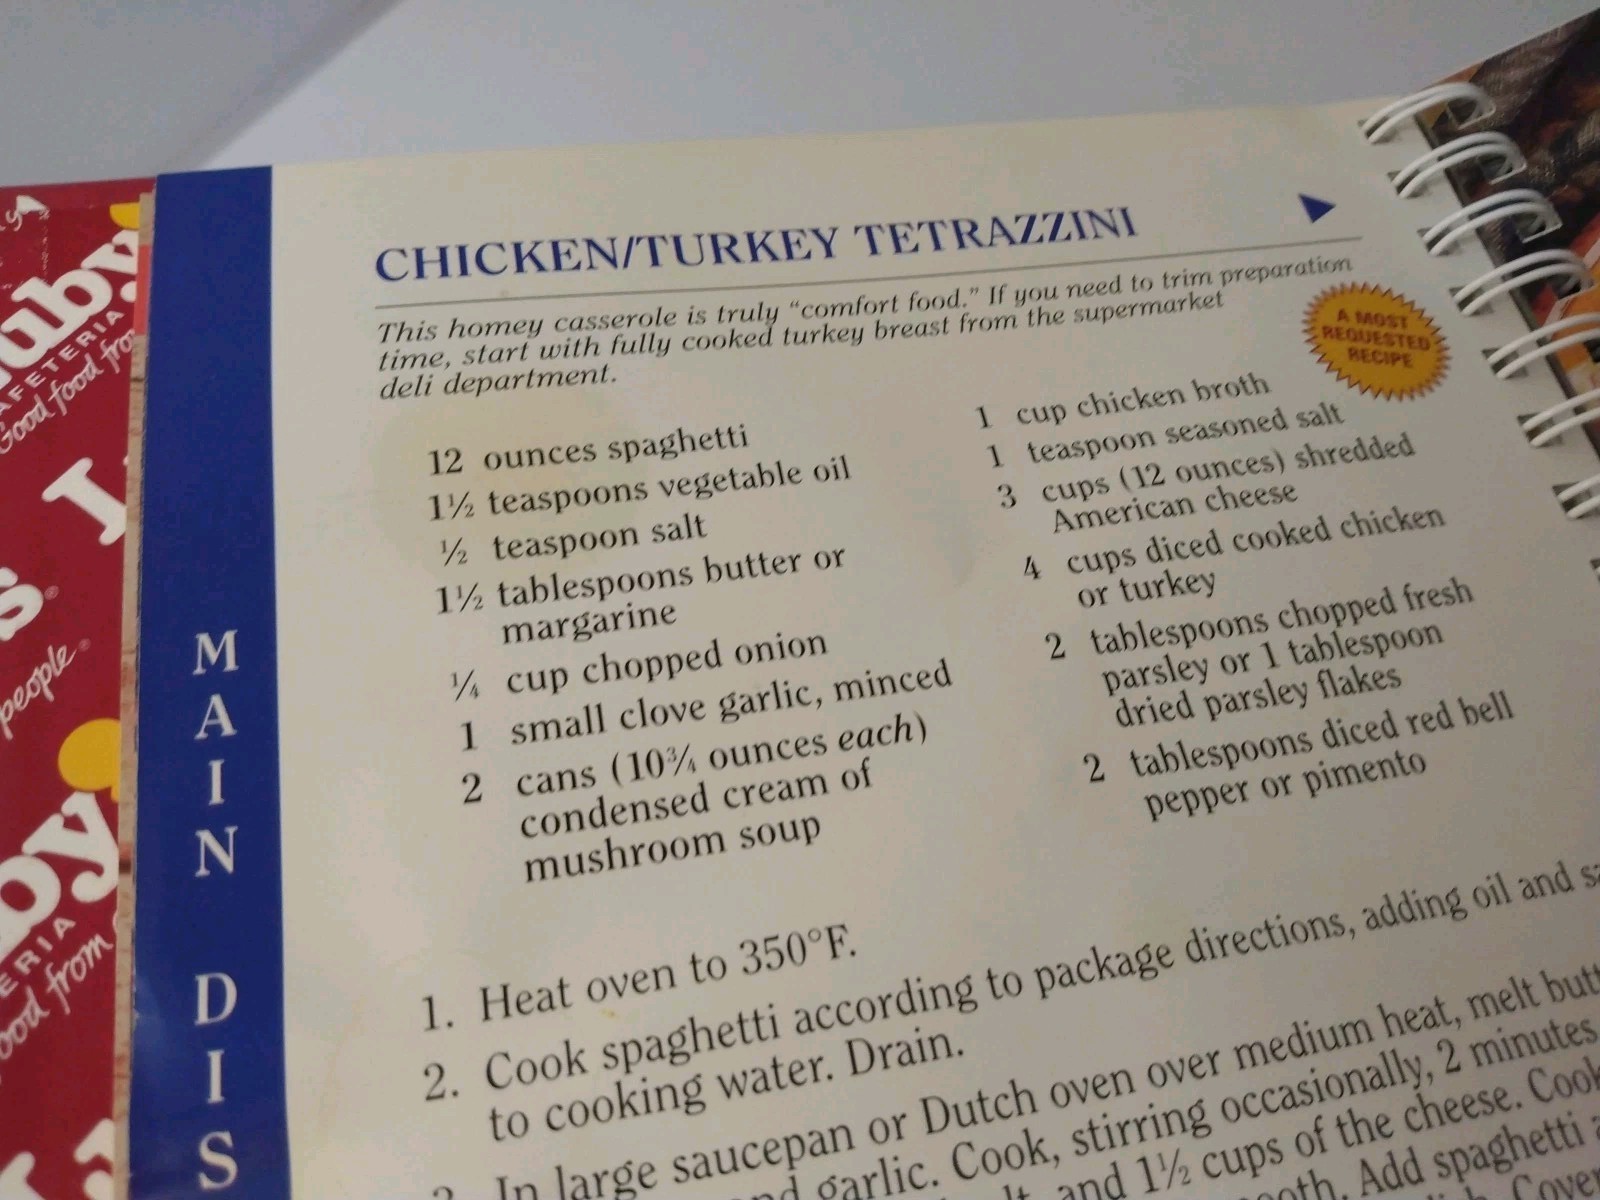 CHICKEN/TURKEY TETRAZZINI
This homey casserole is truly “comfort food.” If you need to trim preparation
time, start with fully cooked turkey breast from the supermarket
deli department.
A MOST
REQUESTED
RECIPE
12 ounces spaghetti
1½ teaspoons vegetable oil
½ teaspoon salt
1½ tablespoons butter or
margarine
¼ cup chopped onion
1 small clove garlic, minced
2 cans (10¾ ounces each)
condensed cream of
mushroom soup
1 cup chicken broth
1 teaspoon seasoned salt
3 cups (12 ounces) shredded
American cheese
4 cups diced cooked chicken
or turkey
2 tablespoons chopped fresh
parsley or 1 tablespoon
dried parsley flakes
2 tablespoons diced red bell
pepper or pimento
1. Heat oven to 350°F.
2. Cook spaghetti according to package directions, adding oil and
to cooking water. Drain.
In large saucepan or Dutch oven over medium heat, melt
garlic. Cook, stirring occasionally, 2 minutes
and 1½ cups of the cheese. Cook
Add spaghetti
MAIN DIS
Good food from
people